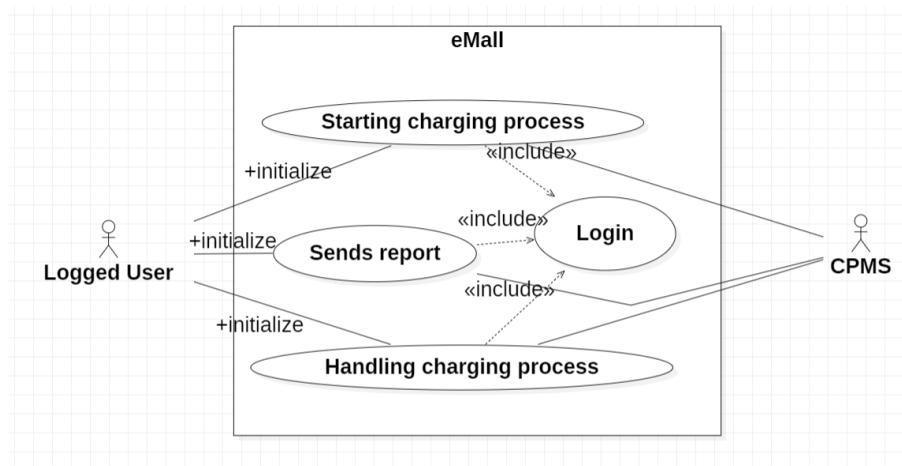 eMall
Starting charging process
«include»
+initialize
«include»
Login
+initialize
Sends report
Logged User
CPMS
«include»
+initialize
Handling charging process